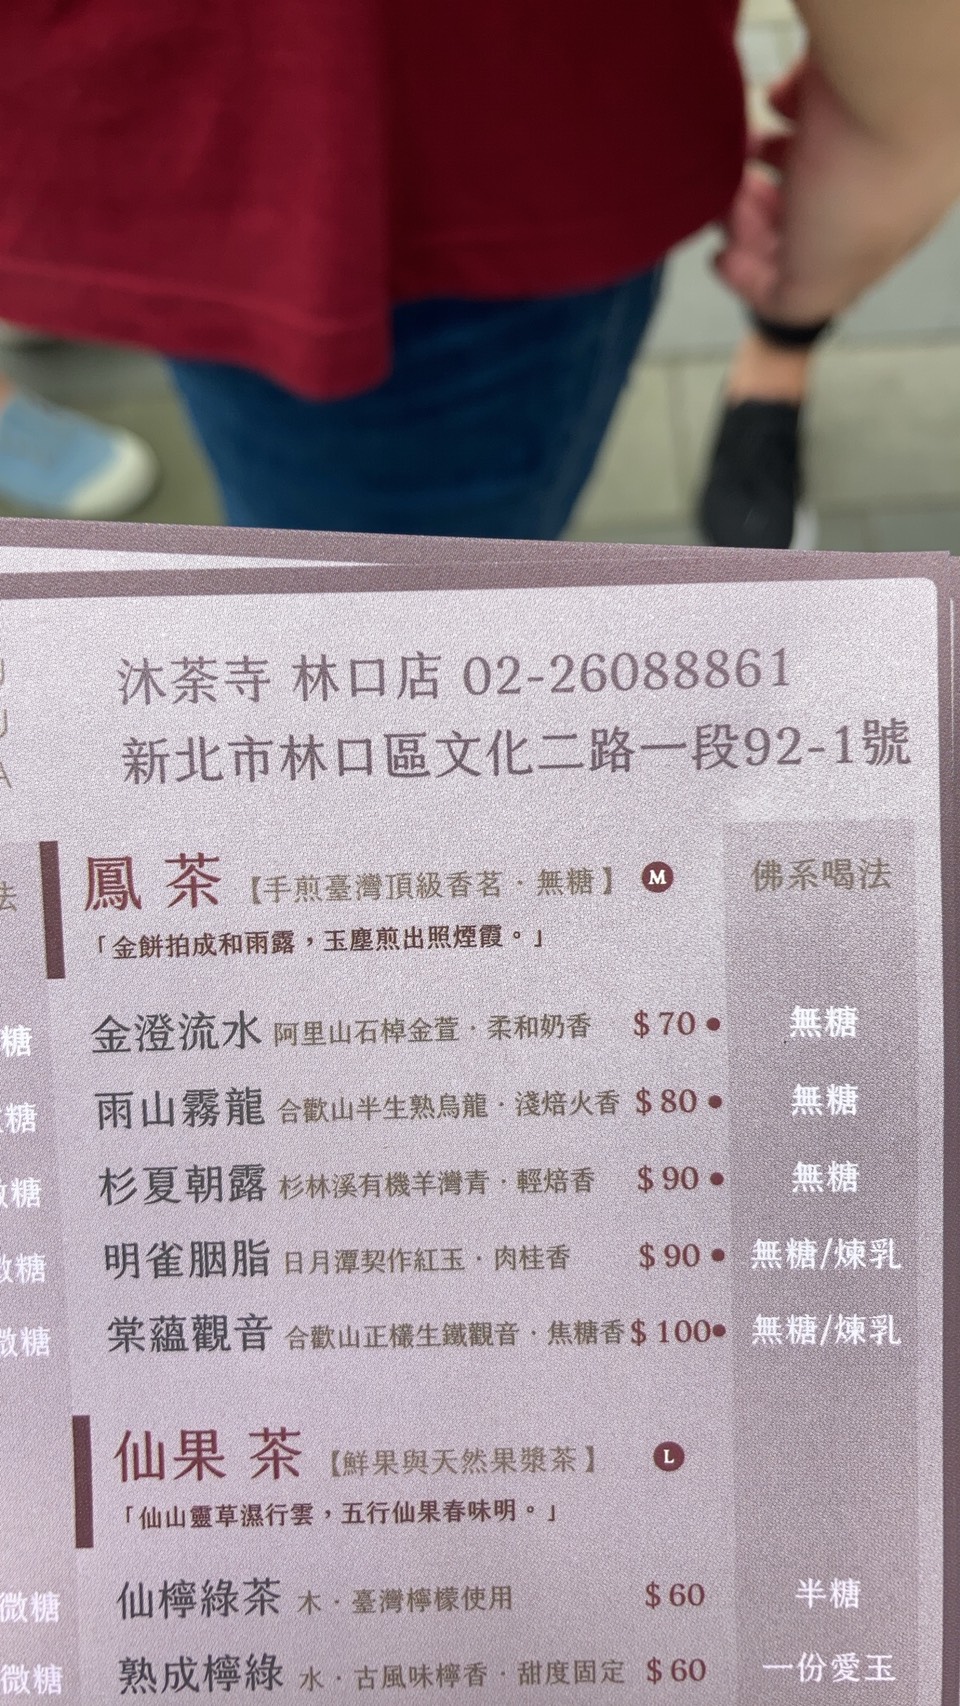 沐茶寺 林口店 02-26088861
新北市林口區文化二路一段92-1號
鳳 茶【手煎臺灣頂級香茗・無糖】 M 佛系喝法
「金餅拍成和雨露，玉塵煎出照煙霞。」
金澄流水 阿里山石棹金萱・柔和奶香 $70 無糖
雨山霧龍 合歡山半生熟烏龍・淺焙火香 $80 無糖
杉夏朝露 杉林溪有機羊灣青・輕焙香 $90 無糖
明雀胭脂 日月潭契作紅玉・肉桂香 $90 無糖/煉乳
棠蘊觀音 合歡山正欉生鐵觀音・焦糖香 $100 無糖/煉乳
仙果 茶【鮮果與天然果漿茶】 L
「仙山靈草濕行雲，五行仙果春味明。」
微糖 仙檸綠茶 木・臺灣檸檬使用 $60 半糖
微糖 熟成檸綠 水・古風味檸香・甜度固定 $60 一份愛玉